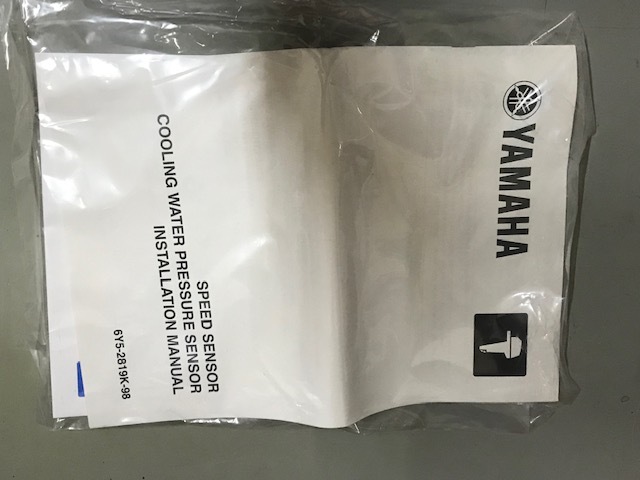 YAMAHA
SPEED SENSOR
COOLING WATER PRESSURE SENSOR
INSTALLATION MANUAL
6Y5-2819K-98